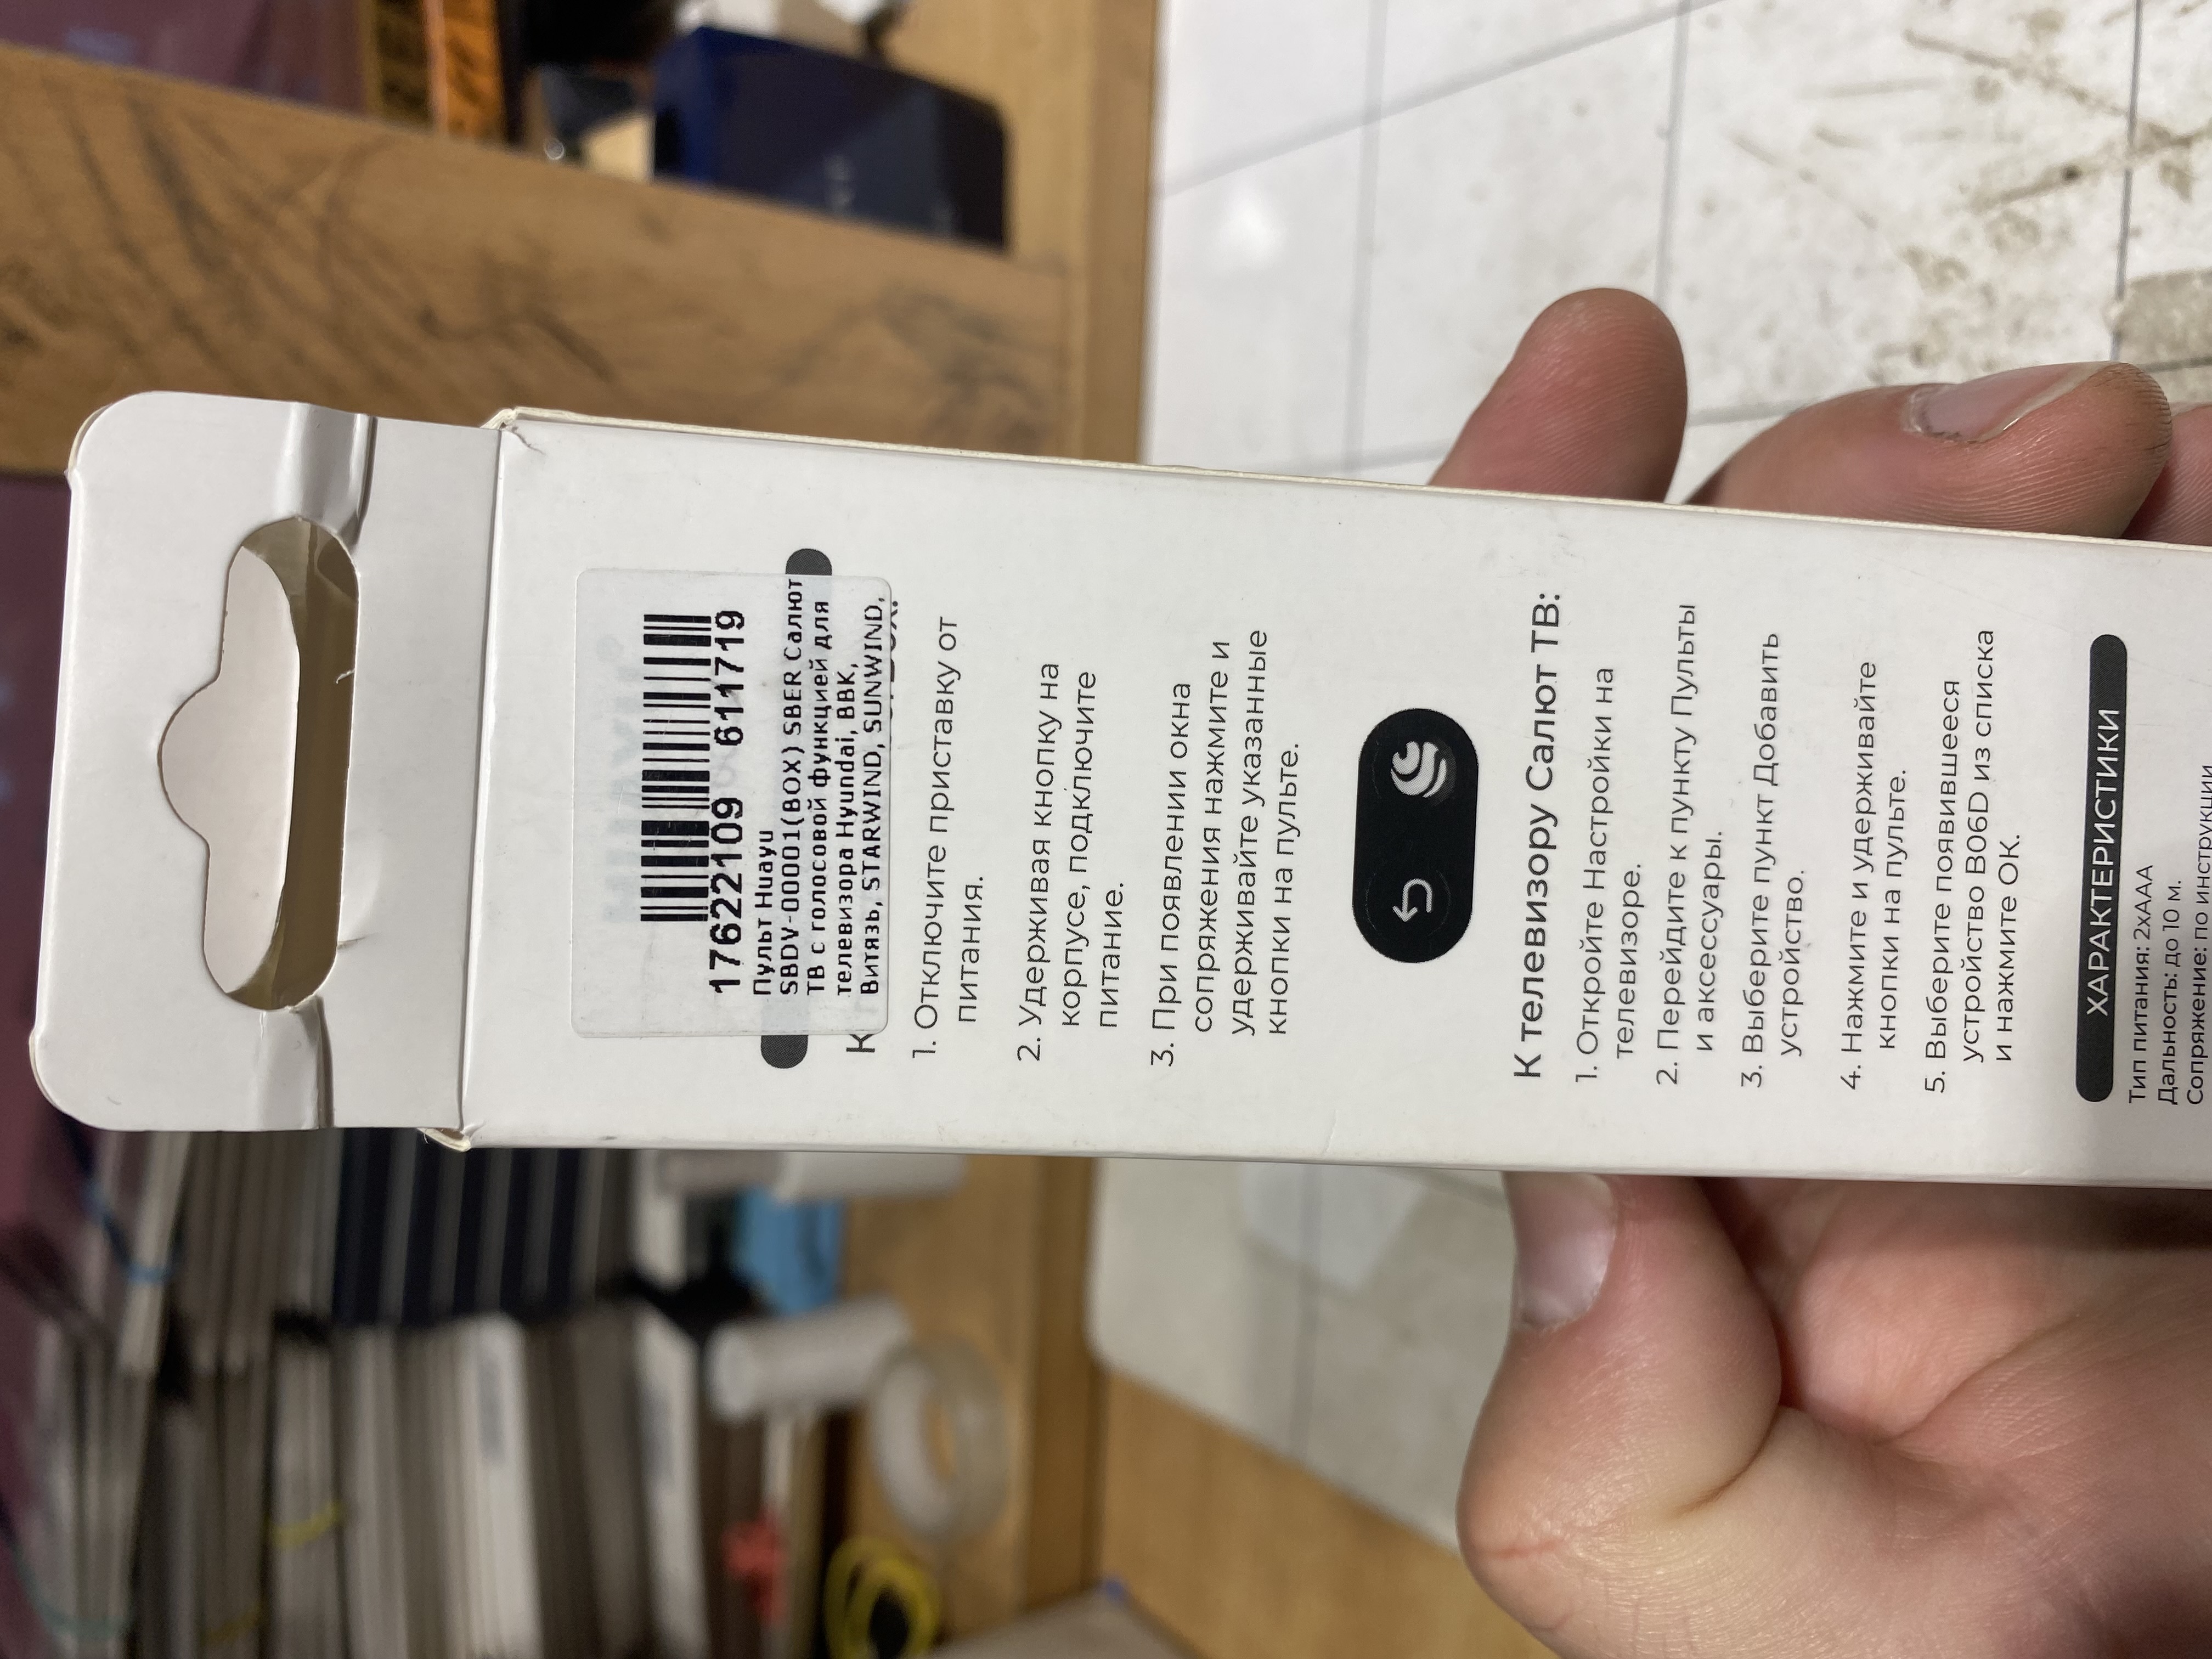 17622109 611719
Пульт Huayu
SBDV-00001(BOX) SBER Салют
ТВ с голосовой функцией для
телевизора Hyundai, BBK,
Витязь, STARWIND, SUNWIND,
К
1. Отключите приставку от
питания.
2. Удерживая кнопку на
корпусе, подключите
питание.
3. При появлении окна
сопряжения нажмите и
удерживайте указанные
кнопки на пульте.
К телевизору Салют ТВ:
1. Откройте Настройки на
телевизоре.
2. Перейдите к пункту Пульты
и аксессуары.
3. Выберите пункт Добавить
устройство.
4. Нажмите и удерживайте
кнопки на пульте.
5. Выберите появившееся
устройство B06D из списка
и нажмите ОК.
ХАРАКТЕРИСТИКИ
Тип питания: 2xAAA
Дальность: до 10 м.
Сопряжение: по инструкции